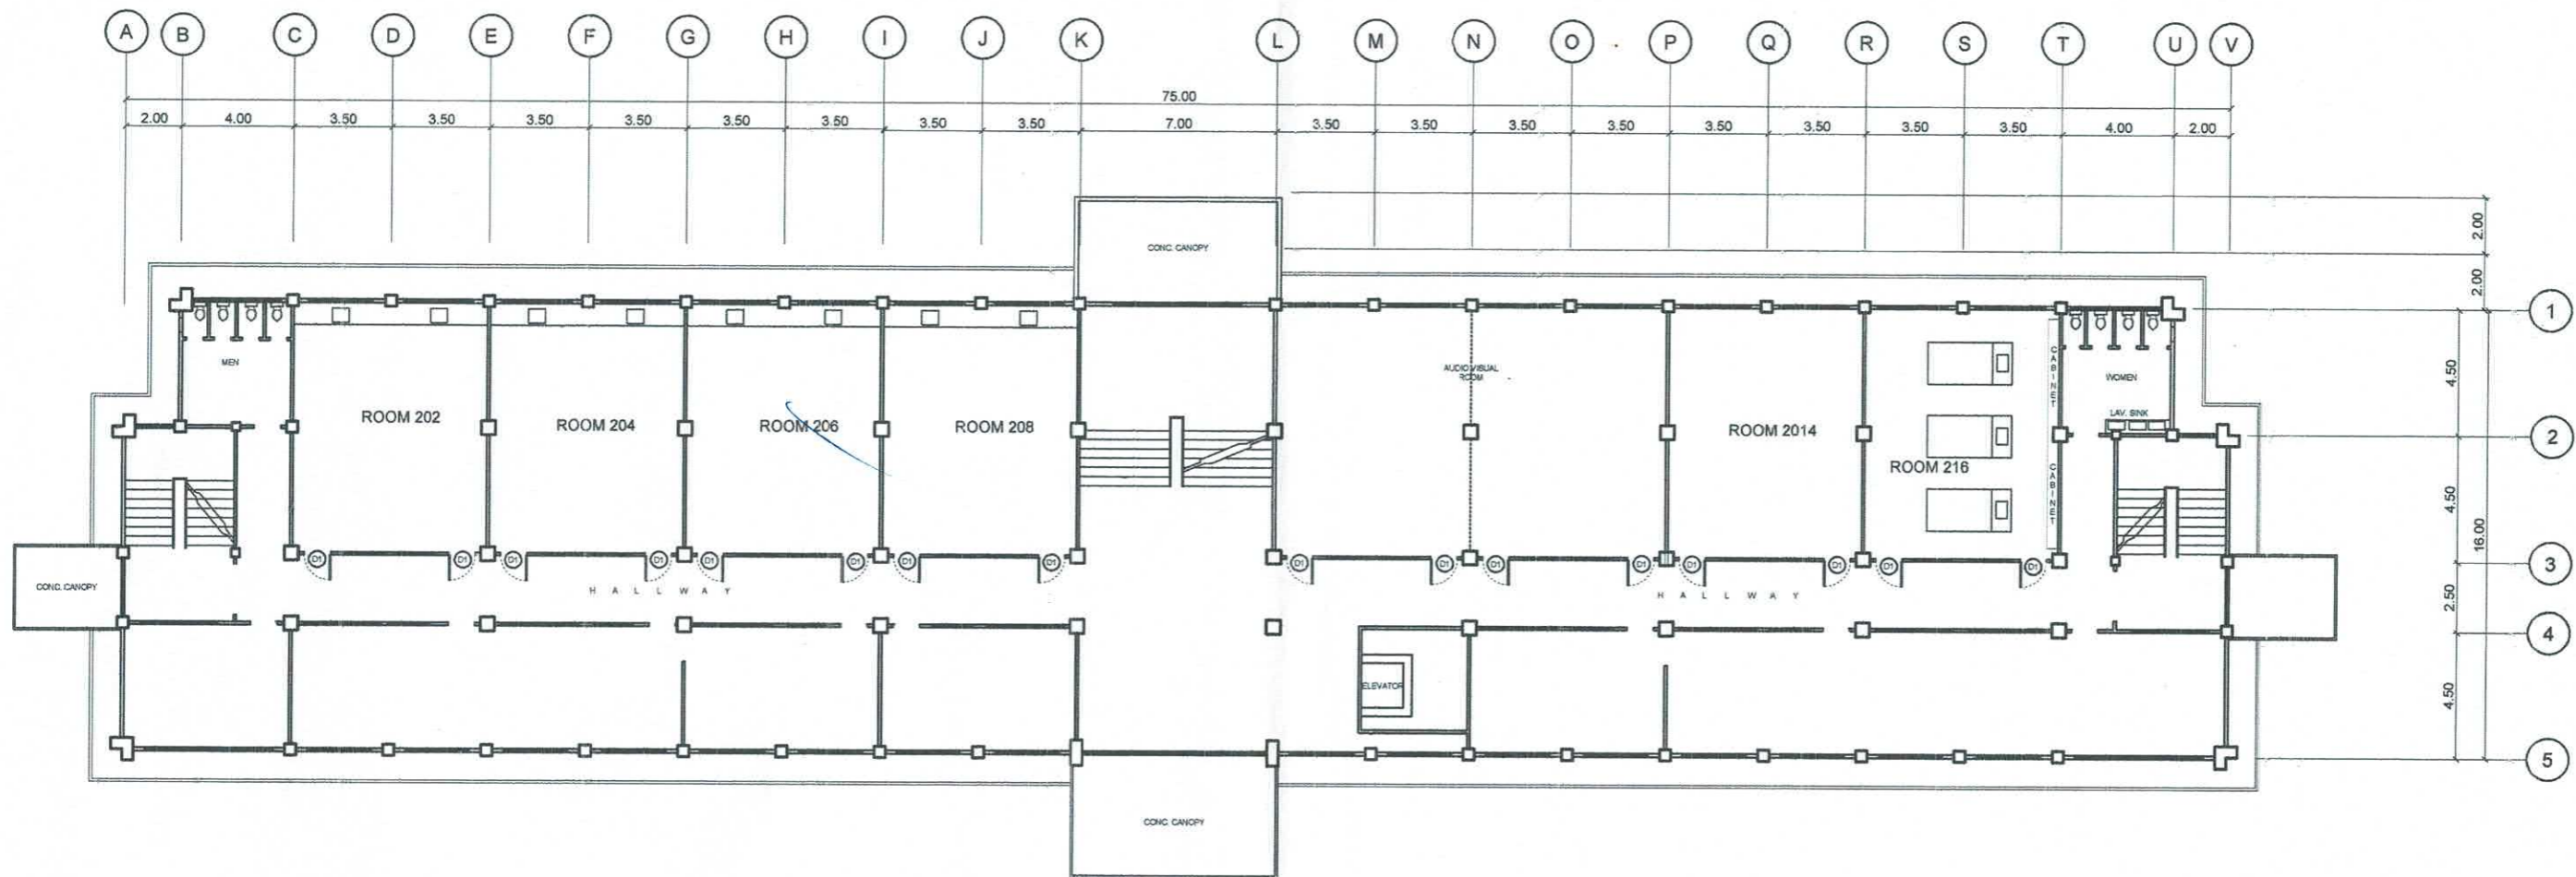 A B C D E F G H I J K L M N O P Q R S T U V
75.00
2.00 4.00 3.50 3.50 3.50 3.50 3.50 3.50 3.50 3.50 7.00 3.50 3.50 3.50 3.50 3.50 3.50 3.50 3.50 4.00 2.00
2.00
CONC. CANOPY
2.00
1
MEN
AUDIO VISUAL
ROOM
CABINET
WOMEN
4.50
LAV. SINK
ROOM 202
ROOM 204
ROOM 206
ROOM 208
ROOM 2014
2
ROOM 216
CABINET
4.50
16.00
D1 D1 D1 D1 D1 D1 D1 D1 D1 D1 D1 D1 D1 D1 D1 D1
3
CONC. CANOPY
HALLWAY
HALLWAY
2.50
4
ELEVATOR
4.50
5
CONC. CANOPY